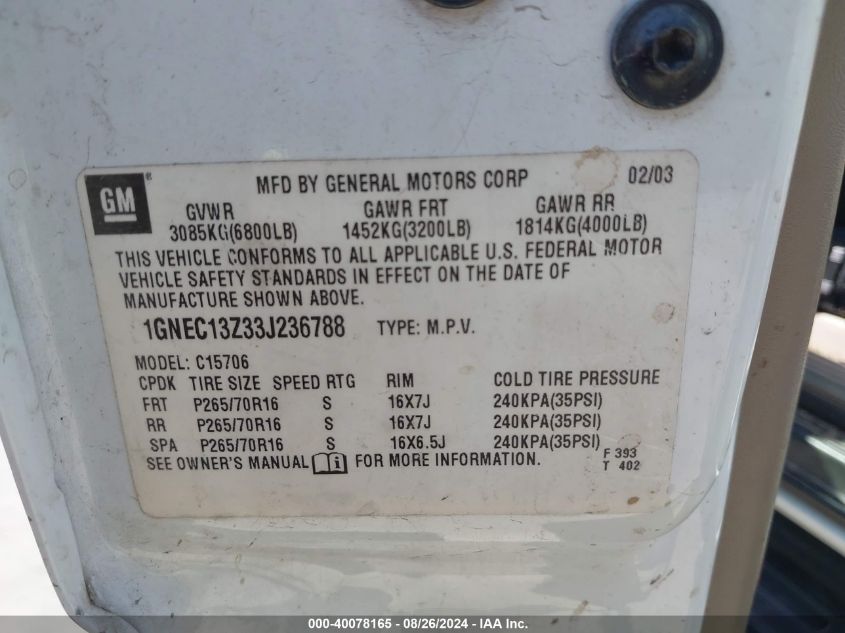 GM®
MFD BY GENERAL MOTORS CORP 02/03
GVWR GAWR FRT GAWR RR
3085KG(6800LB) 1452KG(3200LB) 1814KG(4000LB)
THIS VEHICLE CONFORMS TO ALL APPLICABLE U.S. FEDERAL MOTOR
VEHICLE SAFETY STANDARDS IN EFFECT ON THE DATE OF
MANUFACTURE SHOWN ABOVE.
1GNEC13Z33J236788 TYPE: M.P.V.
MODEL: C15706
CPDK TIRE SIZE SPEED RTG RIM COLD TIRE PRESSURE
FRT P265/70R16 S 16X7J 240KPA(35PSI)
RR P265/70R16 S 16X7J 240KPA(35PSI)
SPA P265/70R16 S 16X6.5J 240KPA(35PSI)
SEE OWNER'S MANUAL i FOR MORE INFORMATION. F 393
T 402
000-40078165 - 08/26/2024 - IAA Inc.